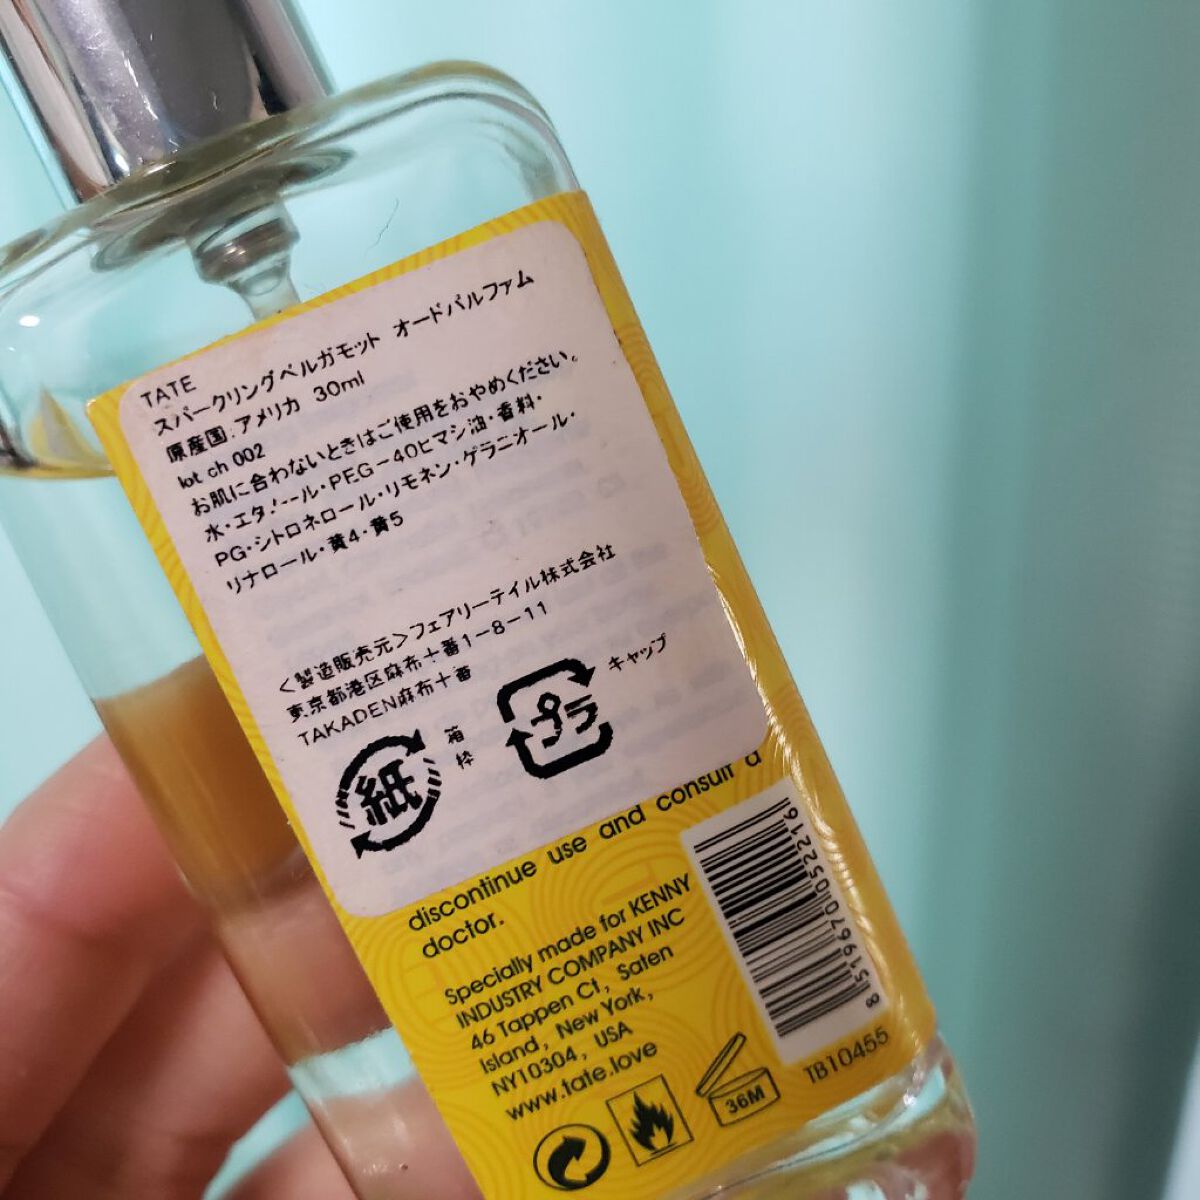 TATE
スパークリングベルガモット オードパルファム
原産国:アメリカ 30ml
lot ch 002
お肌に合わないときはご使用をおやめください。
水・エタノール・PEG-40ヒマシ油・香料・
PG・シトロネロール・リモネン・ゲラニオール・
リナロール・黄4・黄5
<製造販売元>フェアリーテイル株式会社
東京都港区麻布十番1-8-11
TAKADEN麻布十番
紙
箱
枠
プラ
キャップ
discontinue use and consult a
doctor.
Specially made for KENNY
INDUSTRY COMPANY INC
46 Tappen Ct, Saten
Island, New York,
NY10304, USA
www.tate.love
8 51967 0052216
TB10455
36M